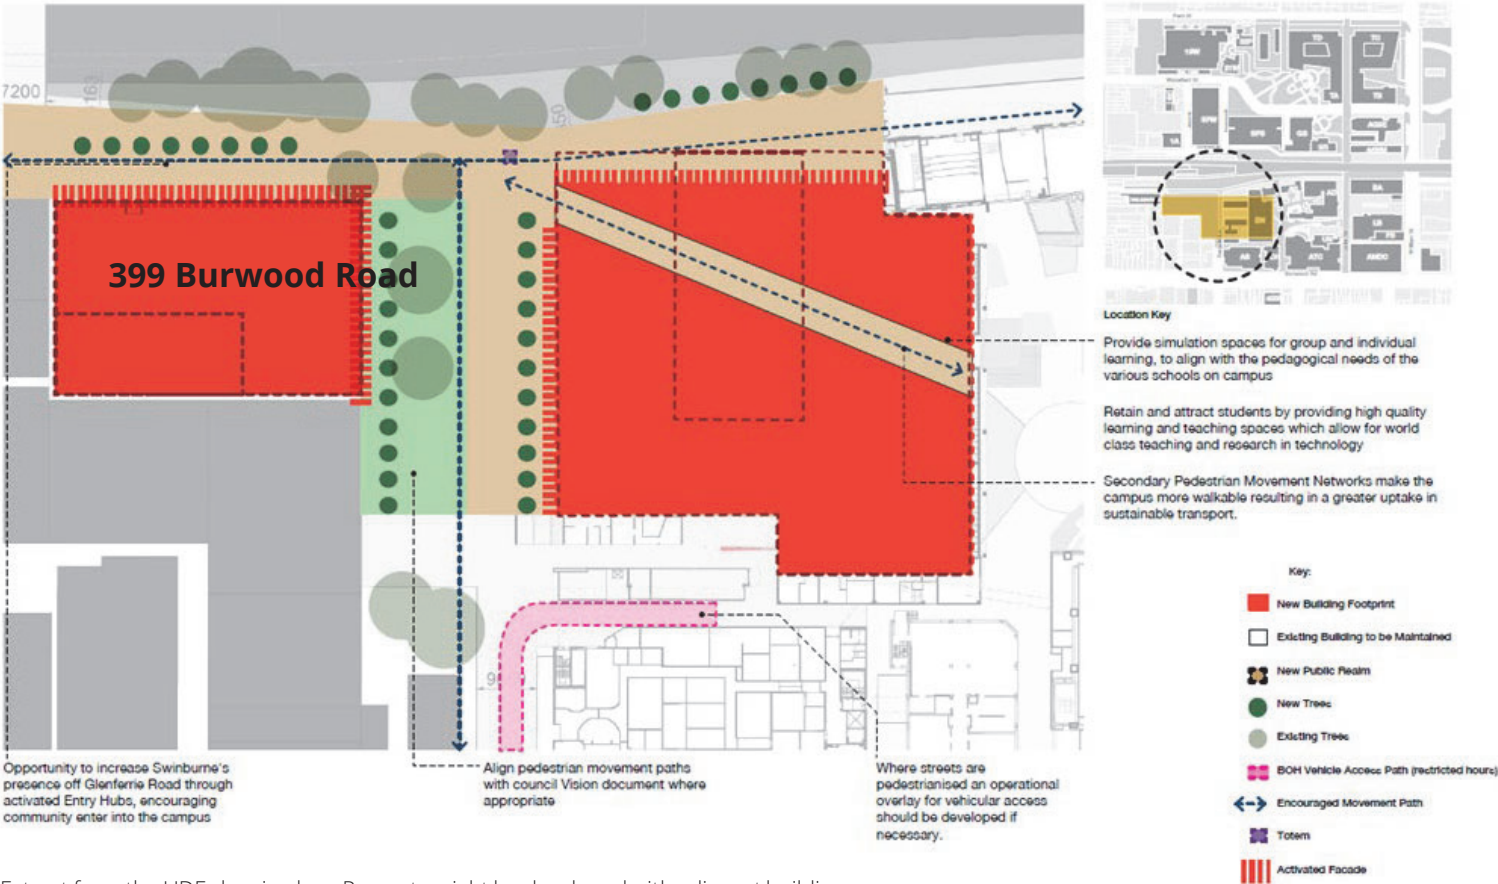 7200
163
50
399 Burwood Road
9
Location Key
Provide simulation spaces for group and individual
learning, to align with the pedagogical needs of the
various schools on campus
Retain and attract students by providing high quality
learning and teaching spaces which allow for world
class teaching and research in technology
Secondary Pedestrian Movement Networks make the
campus more walkable resulting in a greater uptake in
sustainable transport.
Key:
New Building Footprint
Existing Building to be Maintained
New Public Realm
New Trees
Existing Trees
BOH Vehicle Access Path (restricted hours)
Encouraged Movement Path
Totem
Activated Facade
Opportunity to increase Swinburne's
presence off Glenferrie Road through
activated Entry Hubs, encouraging
community enter into the campus
Align pedestrian movement paths
with council Vision document where
appropriate
Where streets are
pedestrianised an operational
overlay for vehicular access
should be developed if
necessary.